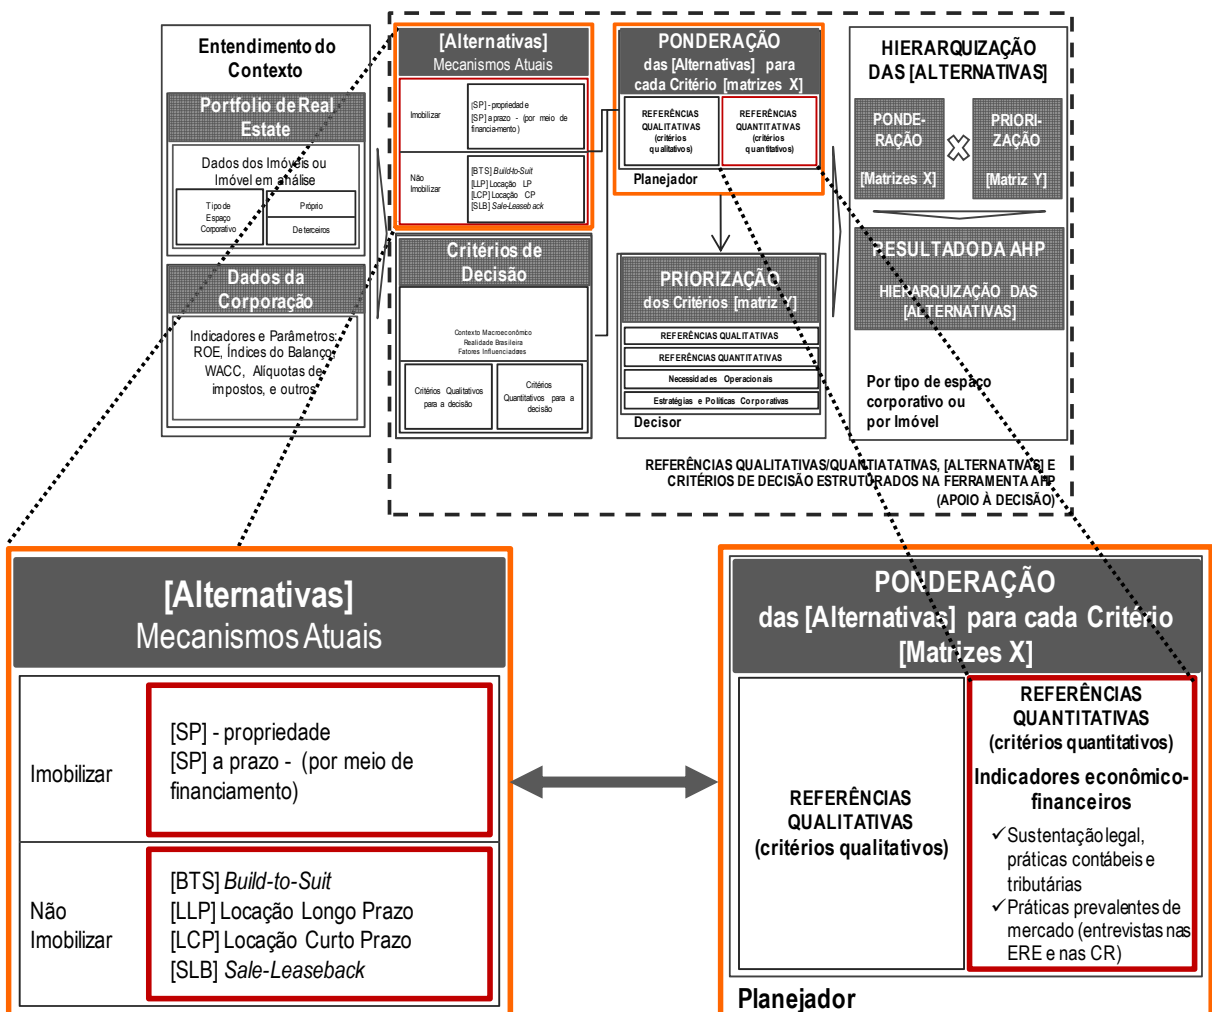 Entendimento do
Contexto
Portfolio de Real
Estate
Dados dos Imóveis ou
Imóvel em análise
Tipo de
Espaço
Corporativo
Próprio
De terceiros
Dados da
Corporação
Indicadores e Parâmetros:
ROE, Índices do Balanço,
WACC, Alíquotas de
impostos, e outros
[Alternativas]
Mecanismos Atuais
Imobilizar
[SP] - propriedade
[SP] a prazo - (por meio de
financia-mento)
Não
Imobilizar
[BTS] Build-to-Suit
[LLP] Locação LP
[LCP] Locação CP
[SLB] Sale-Leaseback
Critérios de
Decisão
Contexto Macroeconômico
Realidade Brasileira
Fatores Influenciadores
Critérios Qualitativos
para a decisão
Critérios
Quantitativos para a
decisão
PONDERAÇÃO
das [Alternativas] para
cada Critério [matrizes X]
REFERÊNCIAS
QUALITATIVAS
(critérios
qualitativos)
REFERÊNCIAS
QUANTITATIVAS
(critérios
quantitativos)
Planejador
PRIORIZAÇÃO
dos Critérios [matriz Y]
REFERÊNCIAS QUALITATIVAS
REFERÊNCIAS QUANTITATIVAS
Necessidades Operacionais
Estratégias e Políticas Corporativas
Decisor
HIERARQUIZAÇÃO
DAS [ALTERNATIVAS]
PONDE-
RAÇÃO
[Matrizes X]
PRIORI-
ZAÇÃO
[Matriz Y]
RESULTADO DA AHP
HIERARQUIZAÇÃO DAS
[ALTERNATIVAS]
Por tipo de espaço
corporativo ou
por Imóvel
REFERÊNCIAS QUALITATIVAS/QUANTIATATIVAS, [ALTERNATIVAS] E
CRITÉRIOS DE DECISÃO ESTRUTURADOS NA FERRAMENTA AHP
(APOIO À DECISÃO)
[Alternativas]
Mecanismos Atuais
Imobilizar
[SP] - propriedade
[SP] a prazo - (por meio de
financiamento)
Não
Imobilizar
[BTS] Build-to-Suit
[LLP] Locação Longo Prazo
[LCP] Locação Curto Prazo
[SLB] Sale-Leaseback
PONDERAÇÃO
das [Alternativas] para cada Critério
[Matrizes X]
REFERÊNCIAS
QUALITATIVAS
(critérios qualitativos)
REFERÊNCIAS
QUANTITATIVAS
(critérios quantitativos)
Indicadores econômico-
financeiros
✓Sustentação legal,
práticas contábeis e
tributárias
✓Práticas prevalentes de
mercado (entrevistas nas
ERE e nas CR)
Planejador